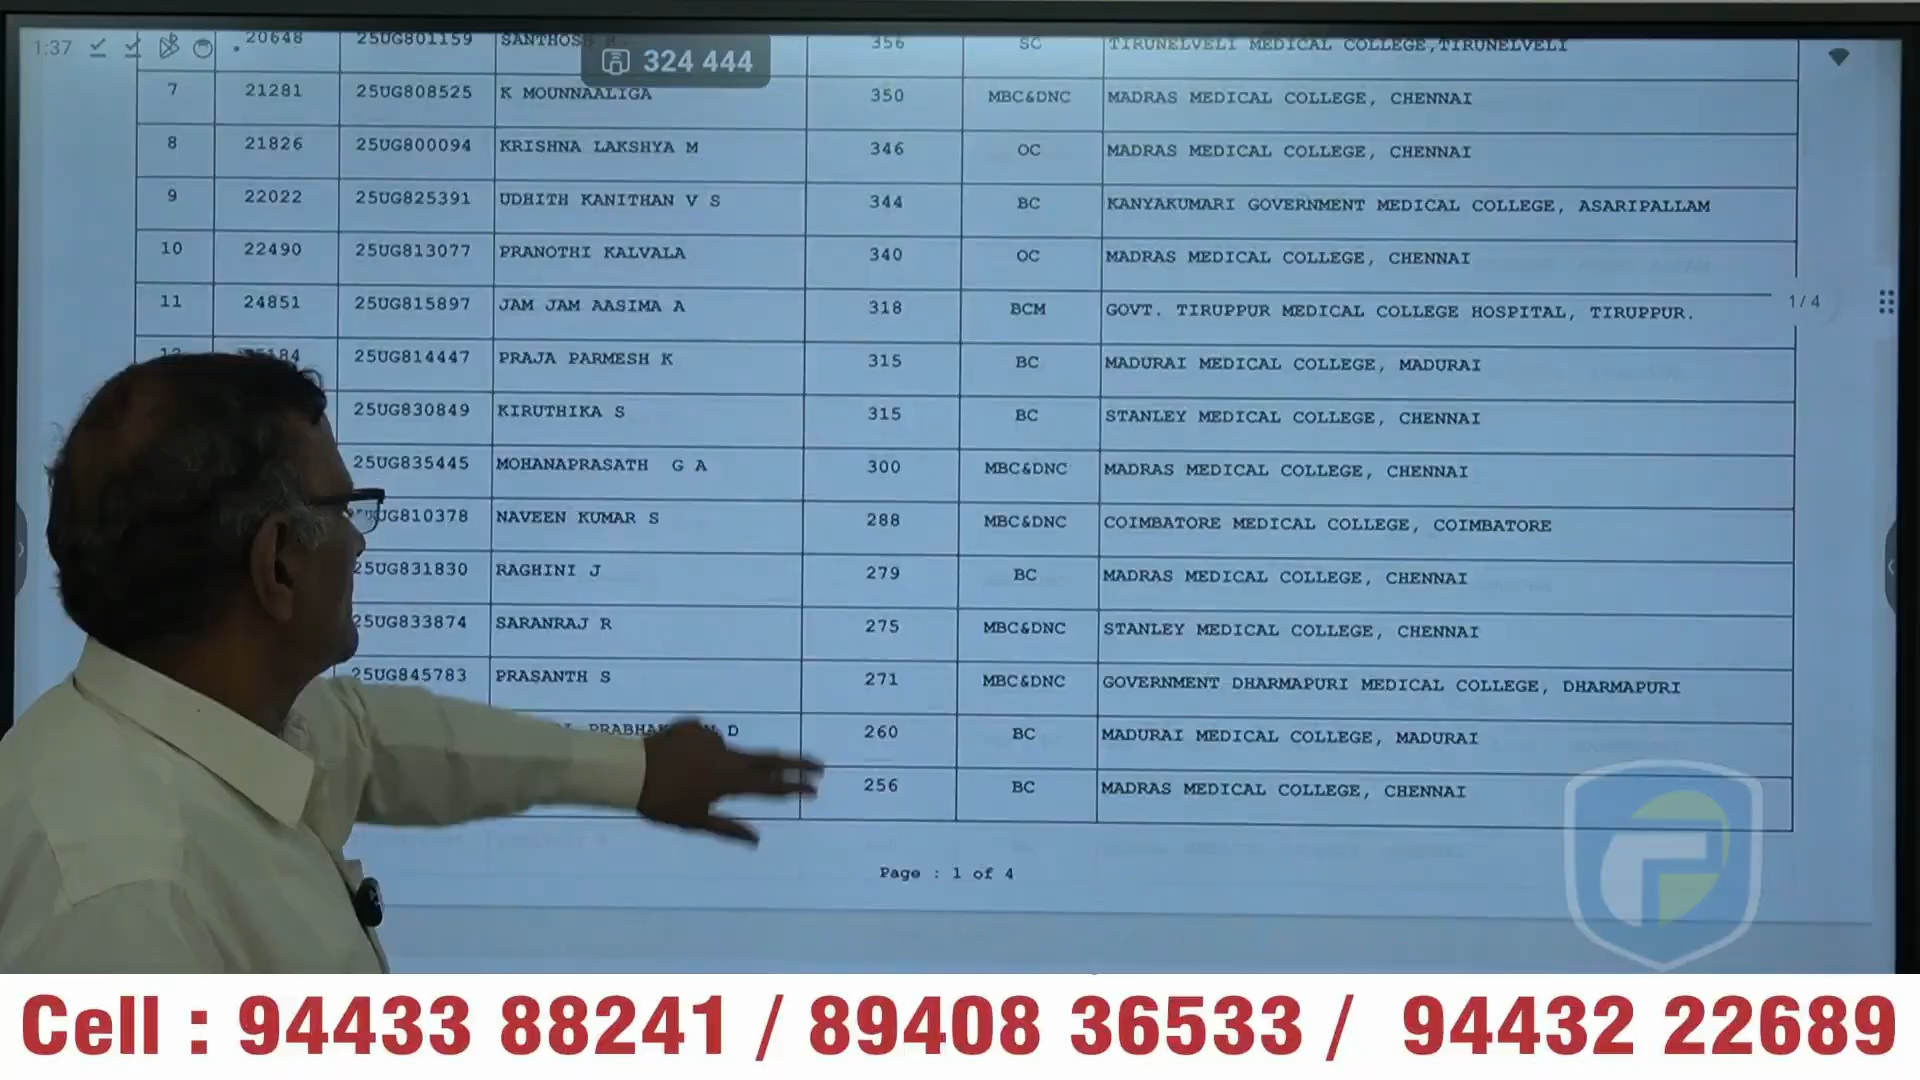 1:37
324 444
20648 25UG801159 SANTHOSH 356 SC TIRUNELVELI MEDICAL COLLEGE,TIRUNELVELI
7 21281 25UG808525 K MOUNNAALIGA 350 MBC&DNC MADRAS MEDICAL COLLEGE, CHENNAI
8 21826 25UG800094 KRISHNA LAKSHYA M 346 OC MADRAS MEDICAL COLLEGE, CHENNAI
9 22022 25UG825391 UDHITH KANITHAN V S 344 BC KANYAKUMARI GOVERNMENT MEDICAL COLLEGE, ASARIPALLAM
10 22490 25UG813077 PRANOTHI KALVALA 340 OC MADRAS MEDICAL COLLEGE, CHENNAI
11 24851 25UG815897 JAM JAM AASIMA A 318 BCM GOVT. TIRUPPUR MEDICAL COLLEGE HOSPITAL, TIRUPPUR.
1/4
25UG814447 PRAJA PARMESH K 315 BC MADURAI MEDICAL COLLEGE, MADURAI
25UG830849 KIRUTHIKA S 315 BC STANLEY MEDICAL COLLEGE, CHENNAI
25UG835445 MOHANAPRASATH G A 300 MBC&DNC MADRAS MEDICAL COLLEGE, CHENNAI
UG810378 NAVEEN KUMAR S 288 MBC&DNC COIMBATORE MEDICAL COLLEGE, COIMBATORE
25UG831830 RAGHINI J 279 BC MADRAS MEDICAL COLLEGE, CHENNAI
25UG833874 SARANRAJ R 275 MBC&DNC STANLEY MEDICAL COLLEGE, CHENNAI
25UG845783 PRASANTH S 271 MBC&DNC GOVERNMENT DHARMAPURI MEDICAL COLLEGE, DHARMAPURI
D 260 BC MADURAI MEDICAL COLLEGE, MADURAI
256 BC MADRAS MEDICAL COLLEGE, CHENNAI
Page : 1 of 4
Cell : 94433 88241 / 89408 36533 / 94432 22689